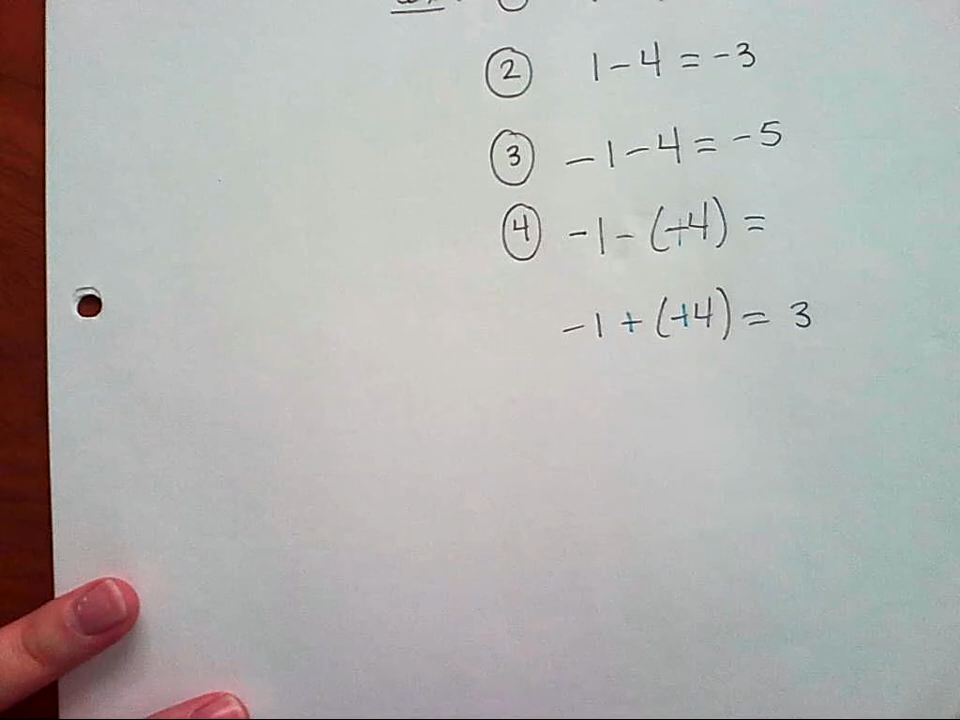 ② 1 - 4 = -3
③ -1 - 4 = -5
④ -1 - (+4) =
-1 + (+4) = 3